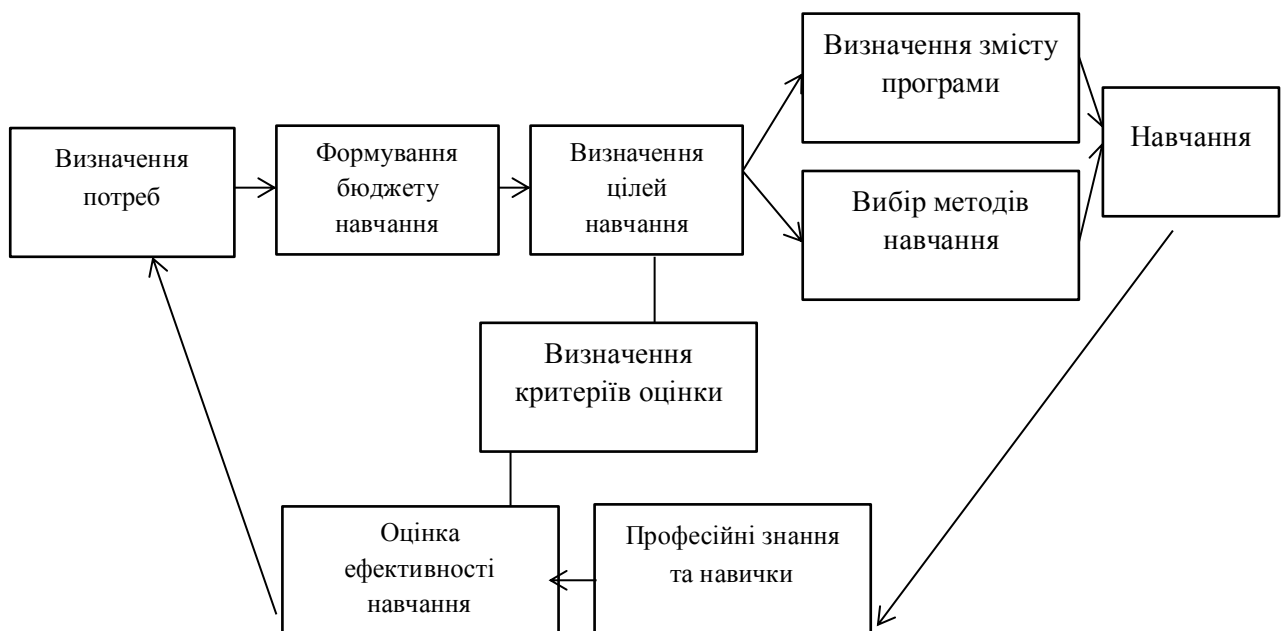 Визначення
потреб
Формування
бюджету
навчання
Визначення
цілей
навчання
Визначення змісту
програми
Вибір методів
навчання
Навчання
Визначення
критеріїв оцінки
Оцінка
ефективності
навчання
Професійні знання
та навички